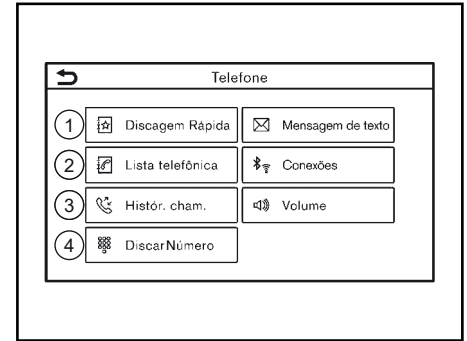 Telefone
1 Discagem Rápida
Mensagem de texto
2 Lista telefônica
Conexões
3 Histór. cham.
Volume
4 DiscarNúmero